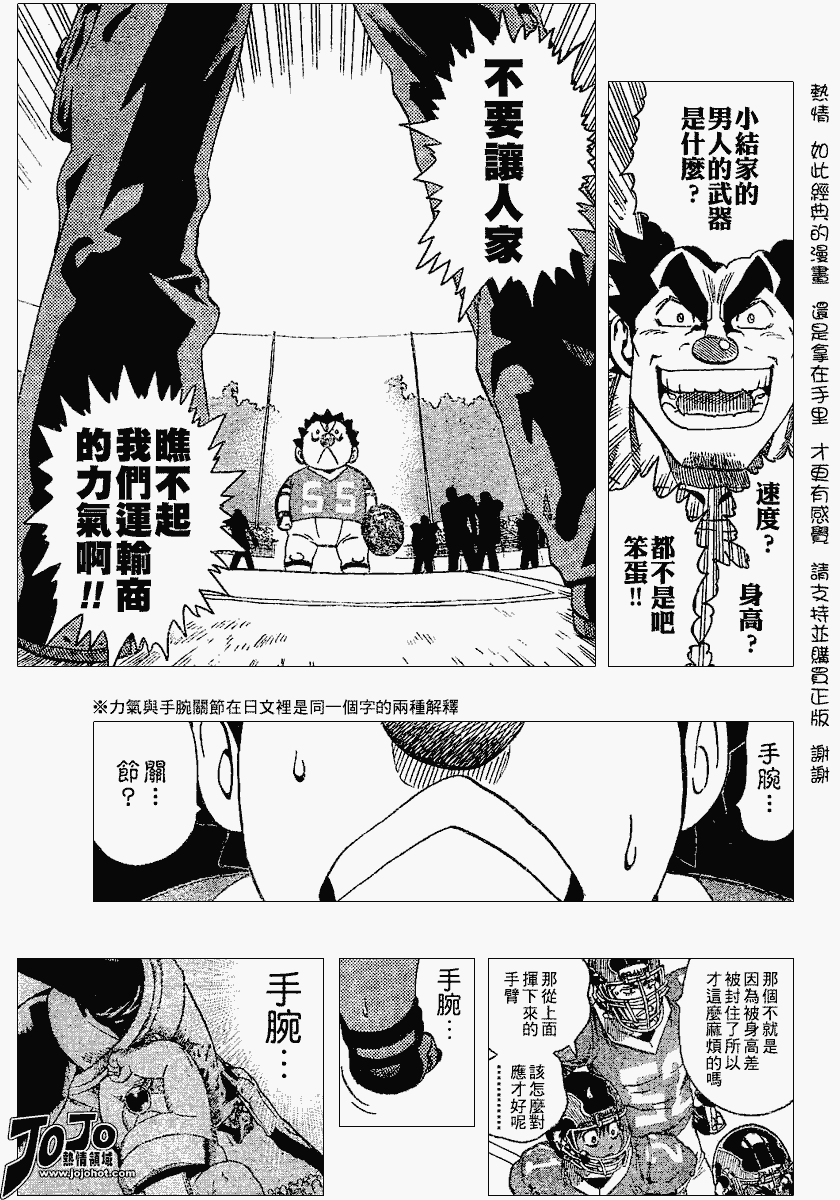 小結家的
男人的武器
是什麼？
速度？
身高？
都不是吧
笨蛋!!
不要讓人家
瞧不起
我們運輸商
的力氣啊!!
55
※力氣與手腕關節在日文裡是同一個字的兩種解釋
手腕…
關…
節？
那個不就是
因為被身高差
被封住了所以
才這麼麻煩的嗎
那從上面
揮下來的
手臂
該怎麼對
應才好呢
……………
手腕…
手腕…
熱情 如此經典的漫畫 還是拿在手里 才更有感覺 請支持並購買正版 謝謝
JOJO
熱情領域
www.jojohot.com